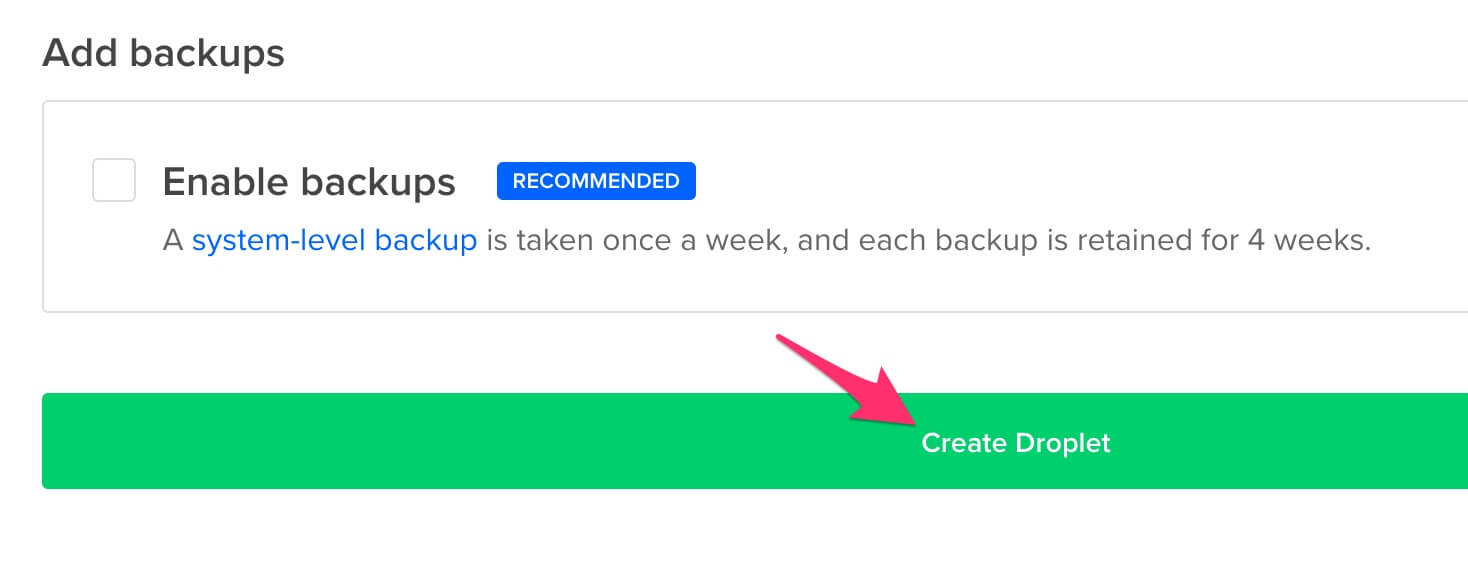 Add backups
Enable backups RECOMMENDED
A system-level backup is taken once a week, and each backup is retained for 4 weeks.
Create Droplet